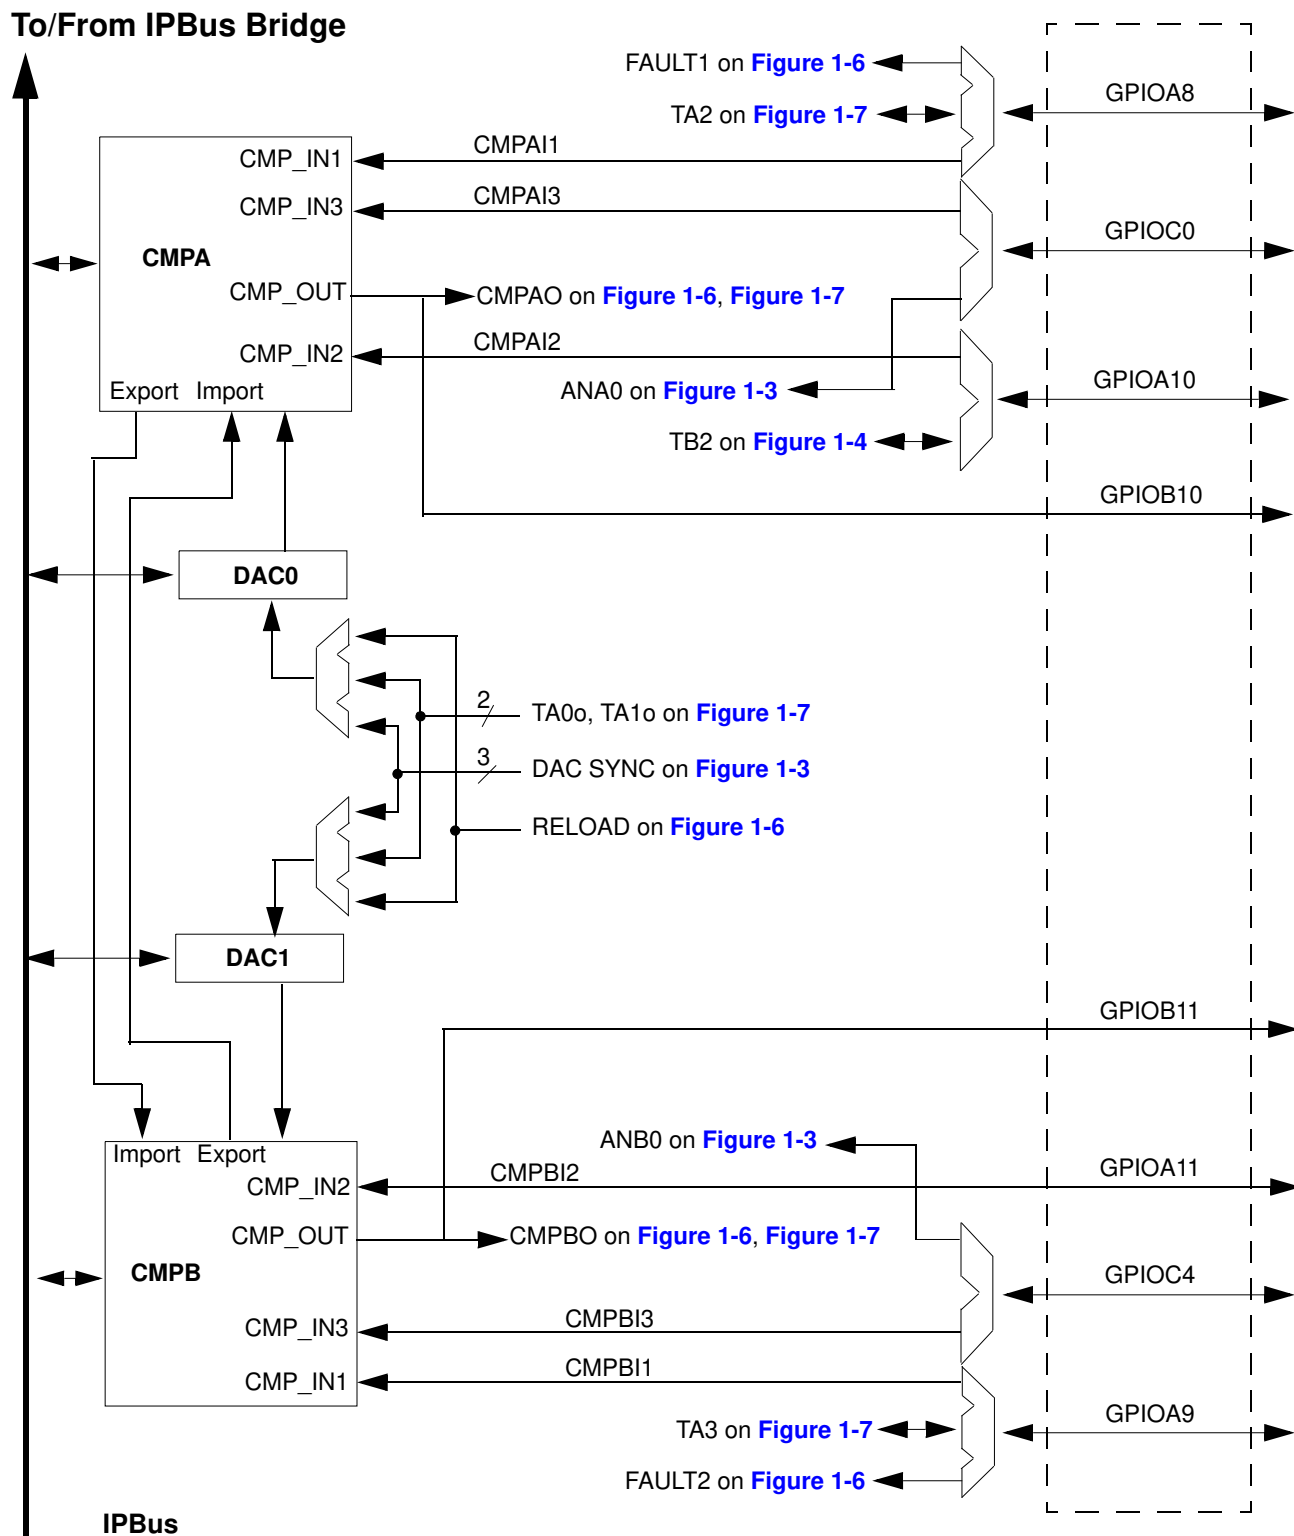 To/From IPBus Bridge
FAULT1 on Figure 1-6
GPIOA8
TA2 on Figure 1-7
CMPAI1
CMP_IN1
CMPAI3
CMP_IN3
GPIOC0
CMPA
CMP_OUT
CMPAO on Figure 1-6, Figure 1-7
CMPAI2
CMP_IN2
GPIOA10
Export Import
ANA0 on Figure 1-3
TB2 on Figure 1-4
GPIOB10
DAC0
2
TA0o, TA1o on Figure 1-7
3
DAC SYNC on Figure 1-3
RELOAD on Figure 1-6
DAC1
GPIOB11
ANB0 on Figure 1-3
Import Export
CMPBI2
GPIOA11
CMP_IN2
CMP_OUT
CMPBO on Figure 1-6, Figure 1-7
CMPB
GPIOC4
CMPBI3
CMP_IN3
CMPBI1
CMP_IN1
GPIOA9
TA3 on Figure 1-7
FAULT2 on Figure 1-6
IPBus